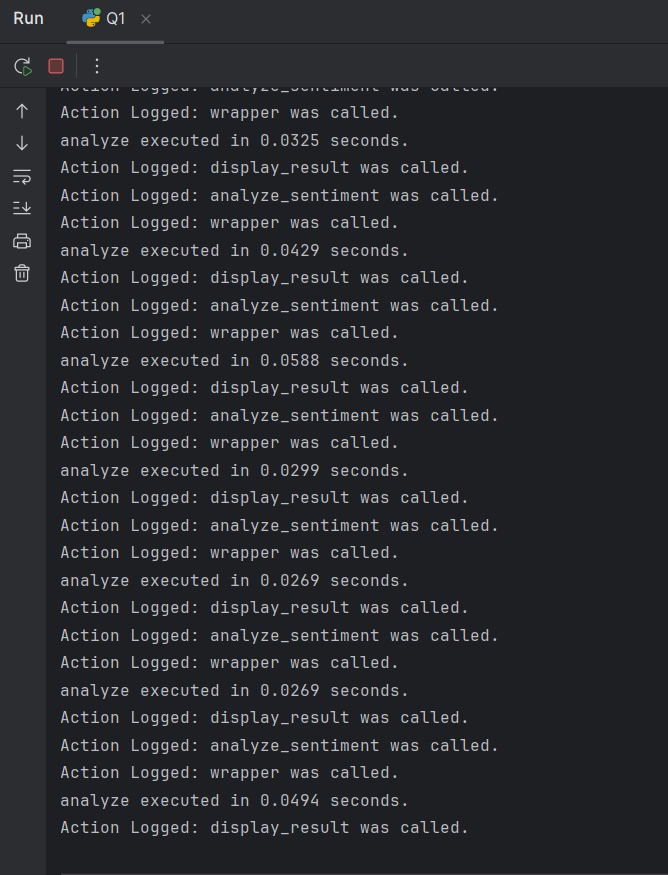 Run
Q1
Action Logged: analyze_sentiment was called.
Action Logged: wrapper was called.
analyze executed in 0.0325 seconds.
Action Logged: display_result was called.
Action Logged: analyze_sentiment was called.
Action Logged: wrapper was called.
analyze executed in 0.0429 seconds.
Action Logged: display_result was called.
Action Logged: analyze_sentiment was called.
Action Logged: wrapper was called.
analyze executed in 0.0588 seconds.
Action Logged: display_result was called.
Action Logged: analyze_sentiment was called.
Action Logged: wrapper was called.
analyze executed in 0.0299 seconds.
Action Logged: display_result was called.
Action Logged: analyze_sentiment was called.
Action Logged: wrapper was called.
analyze executed in 0.0269 seconds.
Action Logged: display_result was called.
Action Logged: analyze_sentiment was called.
Action Logged: wrapper was called.
analyze executed in 0.0269 seconds.
Action Logged: display_result was called.
Action Logged: analyze_sentiment was called.
Action Logged: wrapper was called.
analyze executed in 0.0494 seconds.
Action Logged: display_result was called.